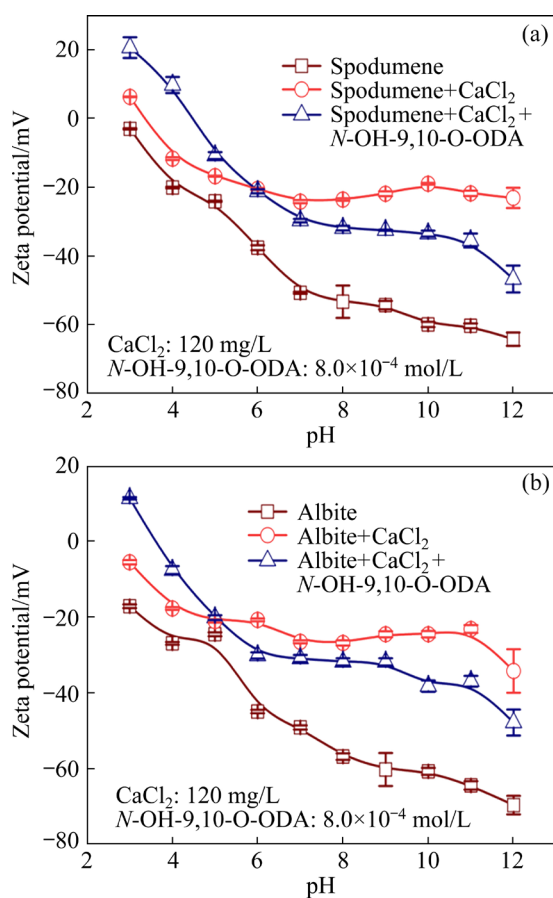 (a)
Spodumene
Spodumene+CaCl₂
Spodumene+CaCl₂+
N-OH-9,10-O-ODA
Zeta potential/mV
20
0
−20
−40
−60
−80
CaCl₂: 120 mg/L
N-OH-9,10-O-ODA: 8.0×10⁻⁴ mol/L
2 4 6 8 10 12
pH
(b)
Albite
Albite+CaCl₂
Albite+CaCl₂+
N-OH-9,10-O-ODA
Zeta potential/mV
20
0
−20
−40
−60
−80
CaCl₂: 120 mg/L
N-OH-9,10-O-ODA: 8.0×10⁻⁴ mol/L
2 4 6 8 10 12
pH